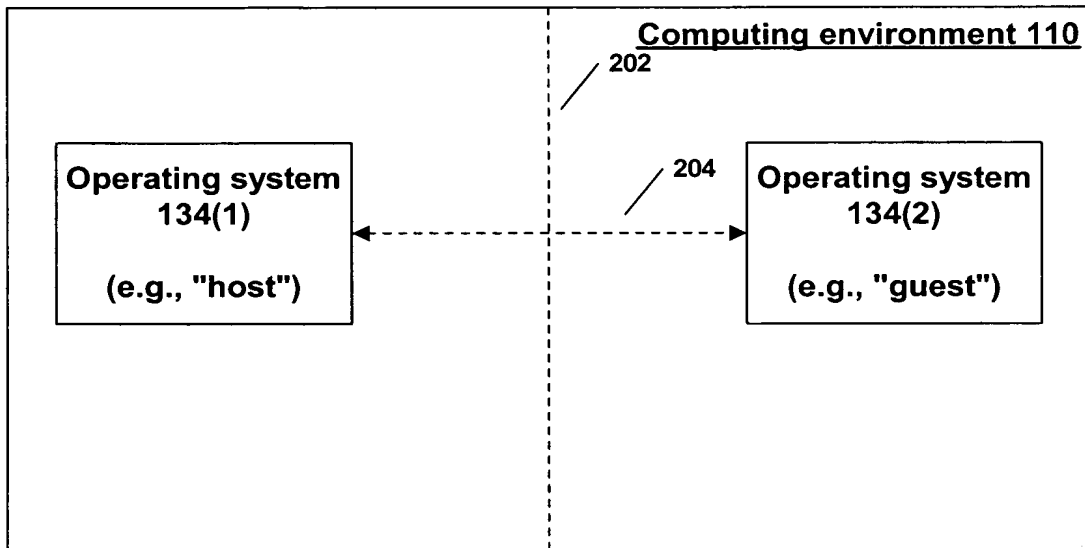 Computing environment 110
202
204
Operating system
134(1)
(e.g., "host")
Operating system
134(2)
(e.g., "guest")